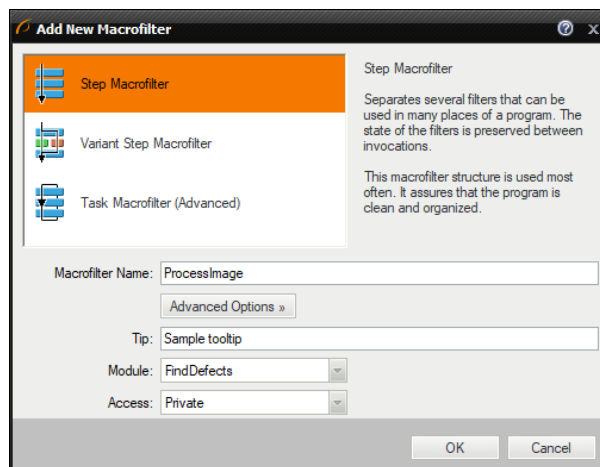 Add New Macrofilter
Step Macrofilter
Variant Step Macrofilter
Task Macrofilter (Advanced)
Step Macrofilter
Separates several filters that can be
used in many places of a program. The
state of the filters is preserved between
invocations.
This macrofilter structure is used most
often. It assures that the program is
clean and organized.
Macrofilter Name: ProcessImage
Advanced Options »
Tip: Sample tooltip
Module: FindDefects
Access: Private
OK Cancel